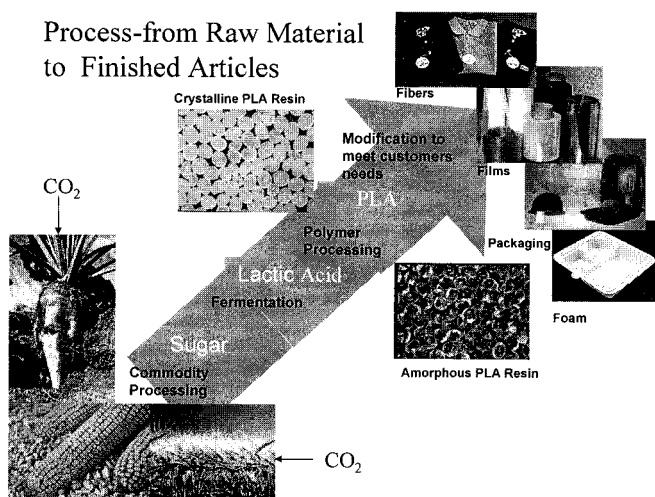 Process-from Raw Material
to Finished Articles
Crystalline PLA Resin
Fibers
Modification to
meet customers
needs
Films
CO₂
PLA
Polymer
Processing
Packaging
Lactic Acid
Fermentation
Foam
Sugar
Commodity
Processing
Amorphous PLA Resin
CO₂